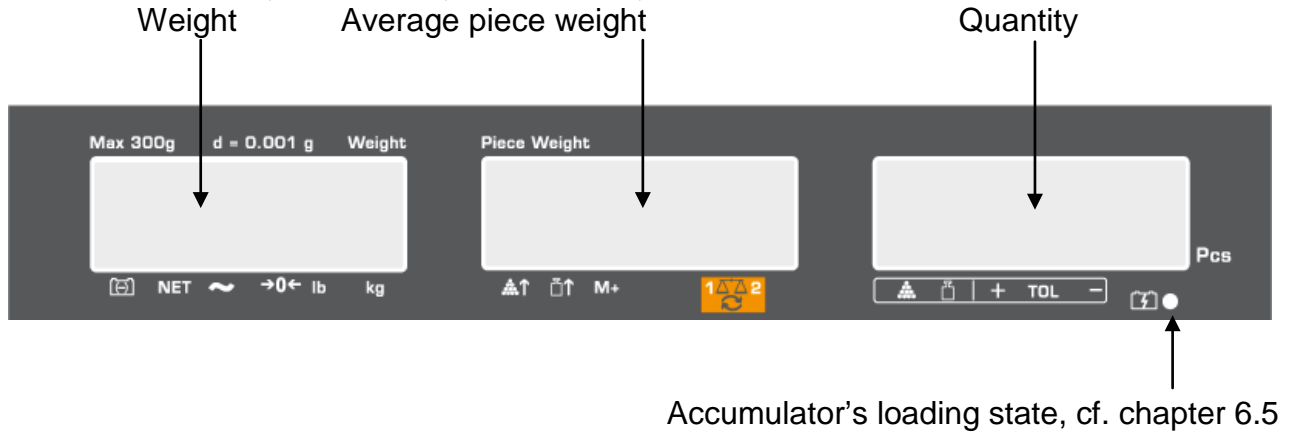 Weight Average piece weight Quantity
Max 300g d = 0.001 g Weight Piece Weight
Pcs
NET ~ →0← lb kg M+ 1 2 + TOL −
Accumulator's loading state, cf. chapter 6.5